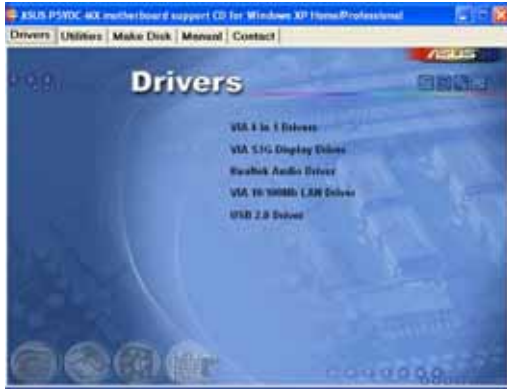 ASUS P5VDC-MX motherboard support CD for Windows XP Home/Professional
Drivers Utilities Make Disk Manual Contact
ASUS
Drivers
VIA 4 in 1 Drivers
VIA S3G Display Driver
Realtek Audio Driver
VIA 10/100Mb LAN Driver
USB 2.0 Driver